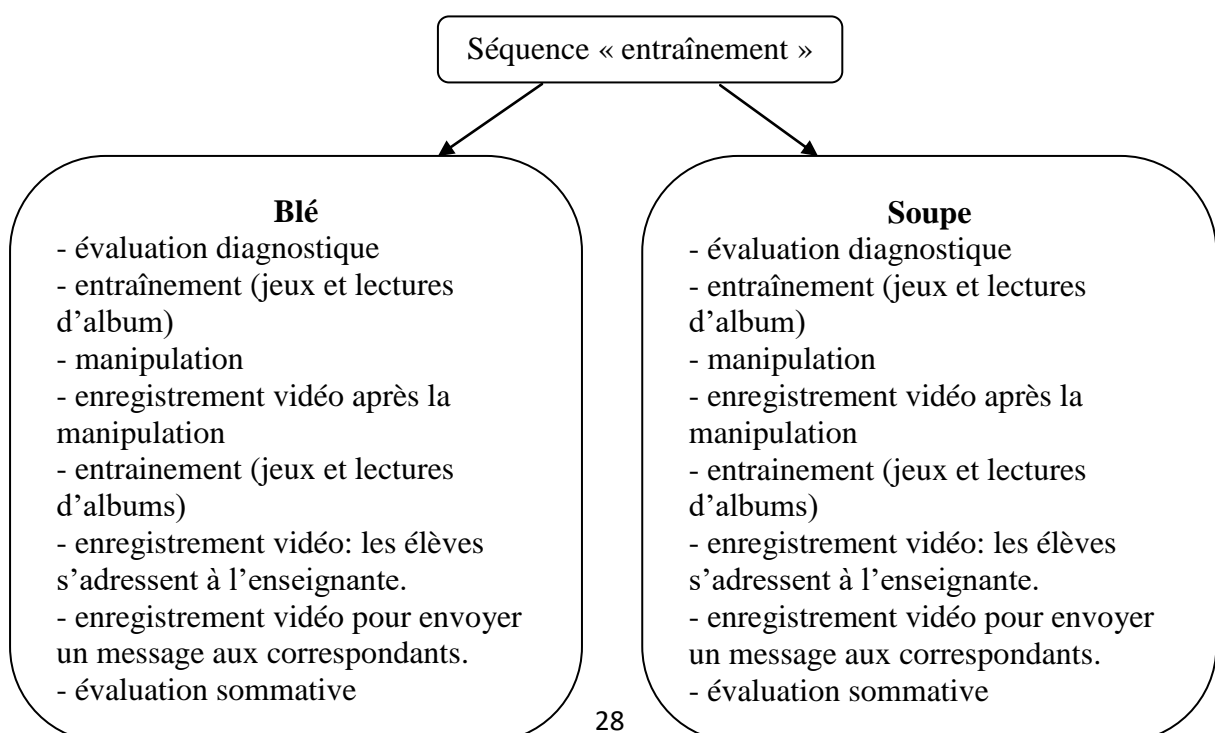 Séquence « entraînement »
Blé
- évaluation diagnostique
- entraînement (jeux et lectures
d’album)
- manipulation
- enregistrement vidéo après la
manipulation
- entrainement (jeux et lectures
d’albums)
- enregistrement vidéo: les élèves
s’adressent à l’enseignante.
- enregistrement vidéo pour envoyer
un message aux correspondants.
- évaluation sommative
Soupe
- évaluation diagnostique
- entraînement (jeux et lectures
d’album)
- manipulation
- enregistrement vidéo après la
manipulation
- entrainement (jeux et lectures
d’albums)
- enregistrement vidéo: les élèves
s’adressent à l’enseignante.
- enregistrement vidéo pour envoyer
un message aux correspondants.
- évaluation sommative
28